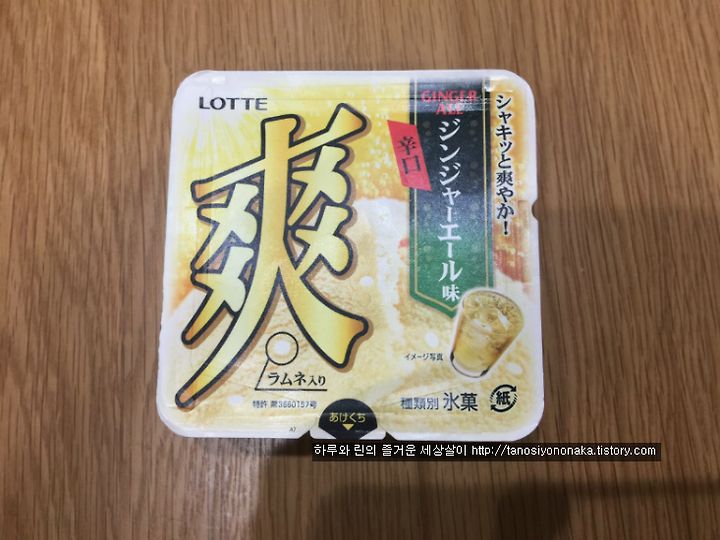 LOTTE
爽
GINGER
ALE
ジンジャーエール味
辛口
シャキッと爽やか！
イメージ写真
ラムネ入り
特許 第3660157号
種類別 氷菓
紙
あけくち
A7
하루와 린의 즐거운 세상살이 http://tanosiyononaka.tistory.com